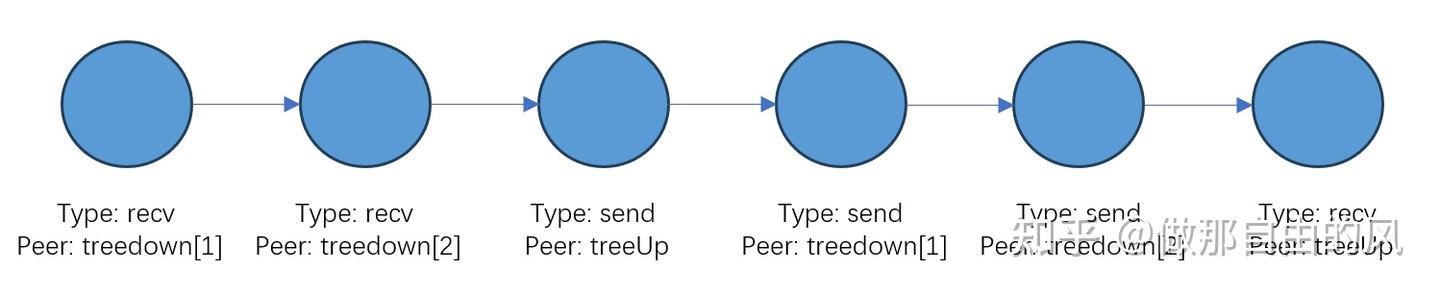 Type: recv
Peer: treedown[1]
Type: recv
Peer: treedown[2]
Type: send
Peer: treeUp
Type: send
Peer: treedown[1]
Type: send
Peer: treedown[2]
Type: recv
Peer: treeUp
知乎 @做那自由的风